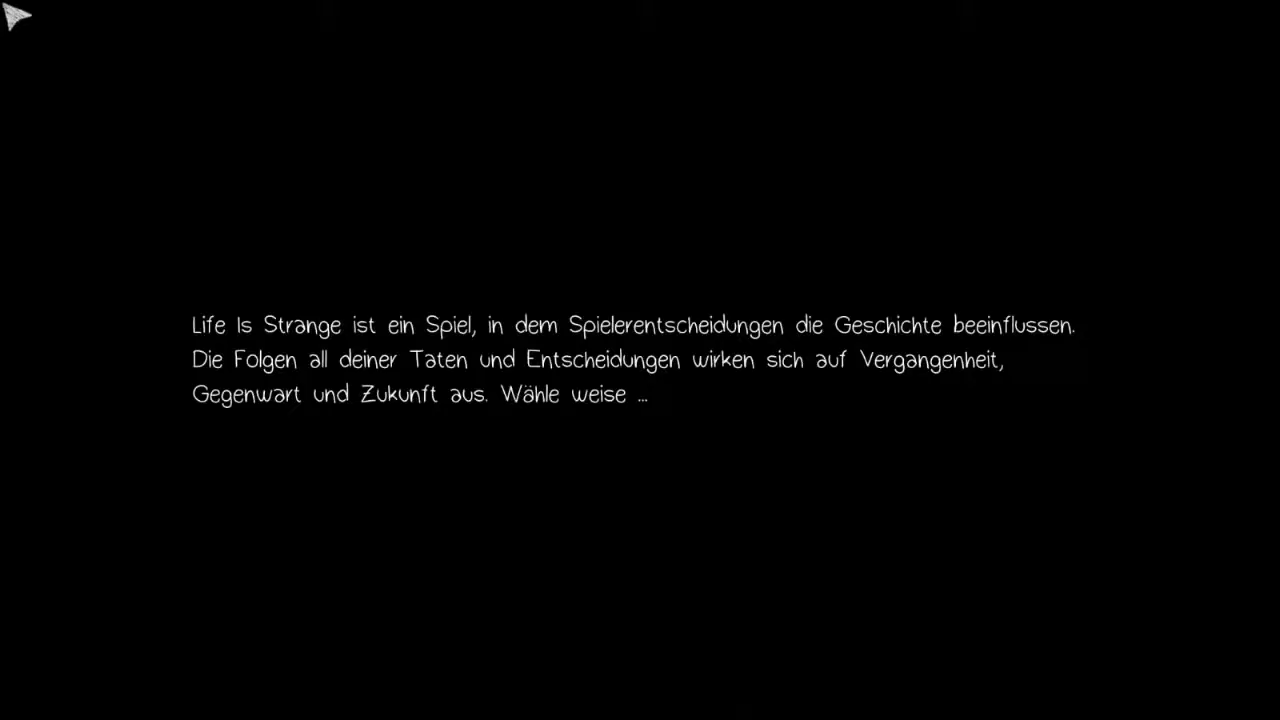 Life Is Strange ist ein Spiel, in dem Spielerentscheidungen die Geschichte beeinflussen.
Die Folgen all deiner Taten und Entscheidungen wirken sich auf Vergangenheit,
Gegenwart und Zukunft aus. Wähle weise ...